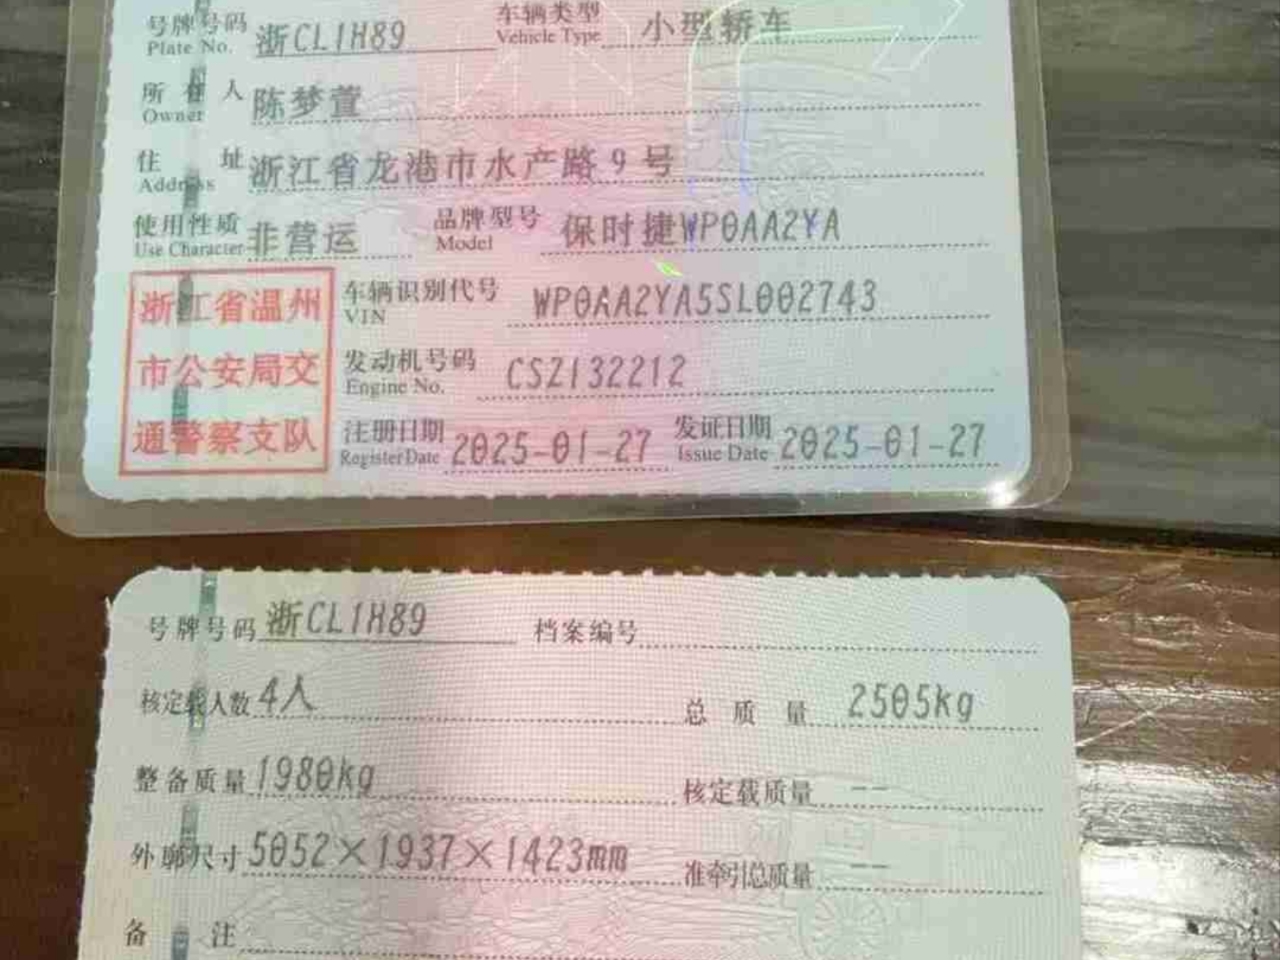 号牌号码 Plate No. 浙CL1H89 车辆类型 Vehicle Type 小型轿车
所有人 Owner 陈梦萱
住址 Address 浙江省龙港市水产路9号
使用性质 Use Character 非营运 品牌型号 Model 保时捷WP0AA2YA
浙江省温州
市公安局交
通警察支队
车辆识别代号 VIN WP0AA2YA5SL002743
发动机号码 Engine No. CSZ132212
注册日期 Register Date 2025-01-27 发证日期 Issue Date 2025-01-27
号牌号码 浙CL1H89 档案编号
核定载人数 4人 总质量 2505kg
整备质量 1980kg 核定载质量 --
外廓尺寸 5052×1937×1423mm 准牵引总质量 --
备注